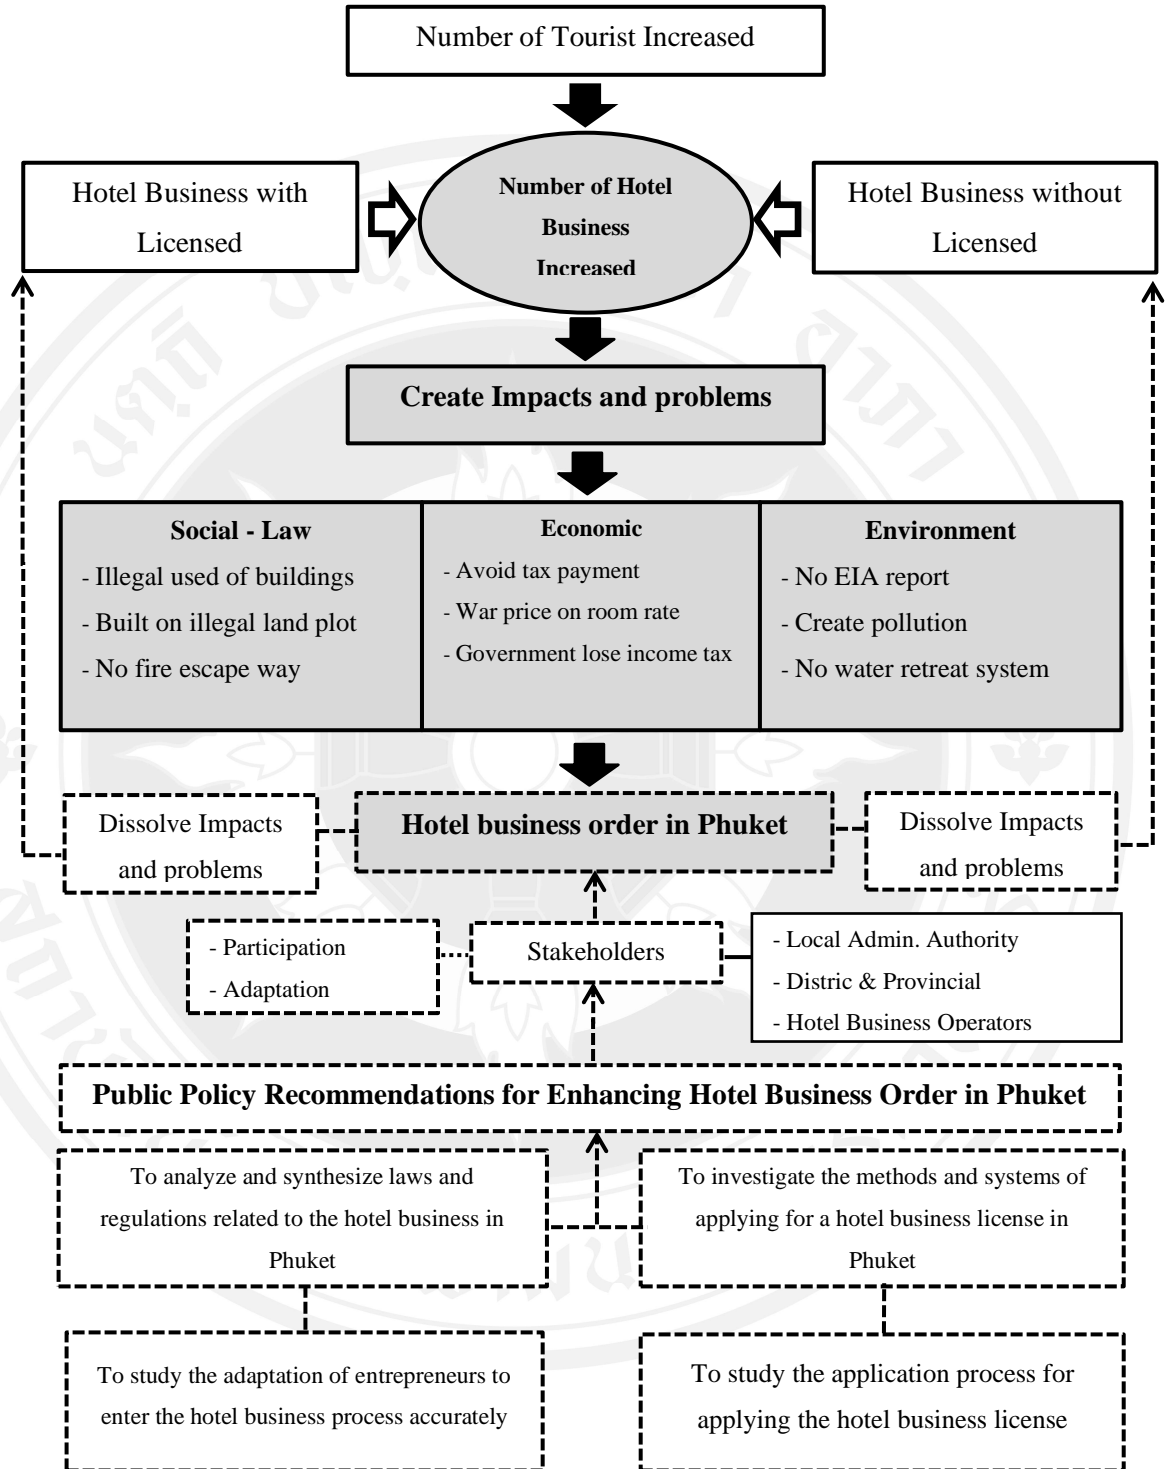 Number of Tourist Increased
Hotel Business with
Licensed
Number of Hotel
Business
Increased
Hotel Business without
Licensed
Create Impacts and problems
Social - Law
- Illegal used of buildings
- Built on illegal land plot
- No fire escape way
Economic
- Avoid tax payment
- War price on room rate
- Government lose income tax
Environment
- No EIA report
- Create pollution
- No water retreat system
Dissolve Impacts
and problems
Hotel business order in Phuket
Dissolve Impacts
and problems
- Participation
- Adaptation
Stakeholders
- Local Admin. Authority
- Distric & Provincial
- Hotel Business Operators
Public Policy Recommendations for Enhancing Hotel Business Order in Phuket
To analyze and synthesize laws and
regulations related to the hotel business in
Phuket
To investigate the methods and systems of
applying for a hotel business license in
Phuket
To study the adaptation of entrepreneurs to
enter the hotel business process accurately
To study the application process for
applying the hotel business license